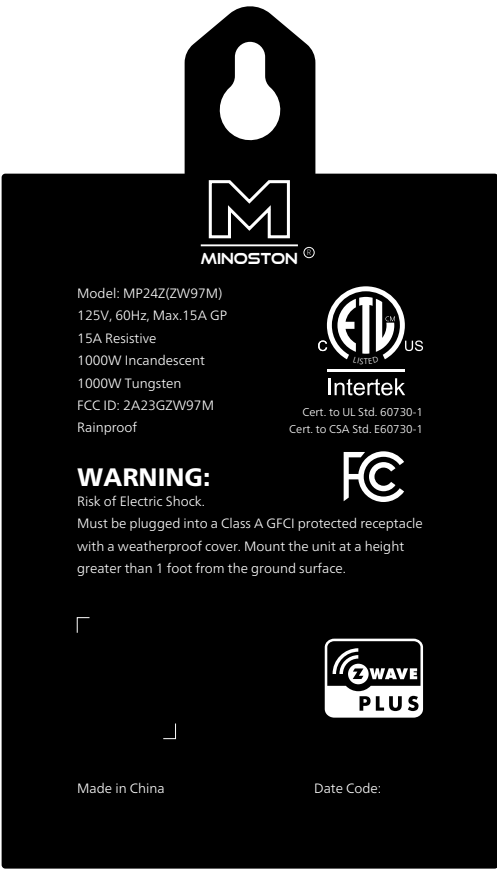 M
MINOSTON ®
Model: MP24Z(ZW97M)
125V, 60Hz, Max.15A GP
15A Resistive
1000W Incandescent
1000W Tungsten
FCC ID: 2A23GZW97M
Rainproof
ETL CM
C US
LISTED
Intertek
Cert. to UL Std. 60730-1
Cert. to CSA Std. E60730-1
FC
WARNING:
Risk of Electric Shock.
Must be plugged into a Class A GFCI protected receptacle
with a weatherproof cover. Mount the unit at a height
greater than 1 foot from the ground surface.
Z WAVE
PLUS
Made in China
Date Code: